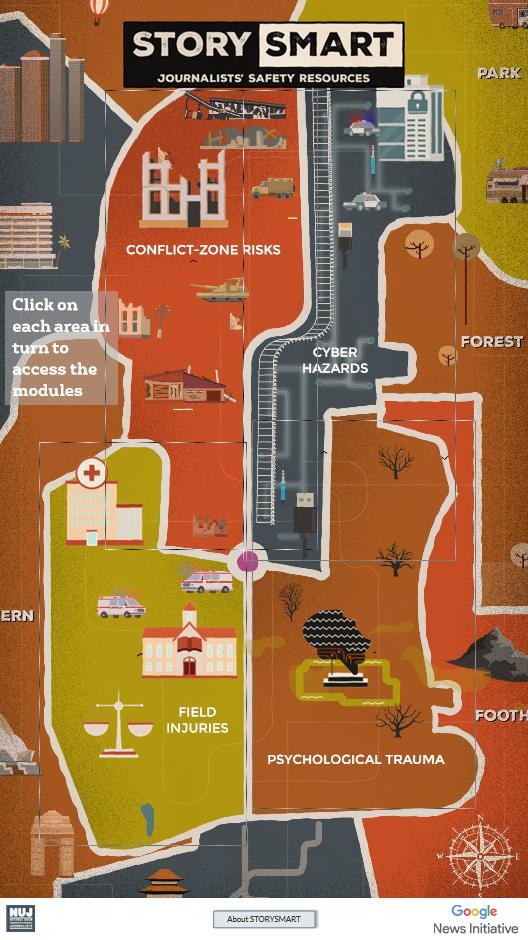 STORY SMART
JOURNALISTS' SAFETY RESOURCES
PARK
CONFLICT-ZONE RISKS
Click on
each area in
turn to
access the
modules
FOREST
CYBER
HAZARDS
ERN
FIELD
INJURIES
FOOTH
PSYCHOLOGICAL TRAUMA
N
W
E
S
NUJ
JOURNALISTS
About STORYSMART
Google
News Initiative